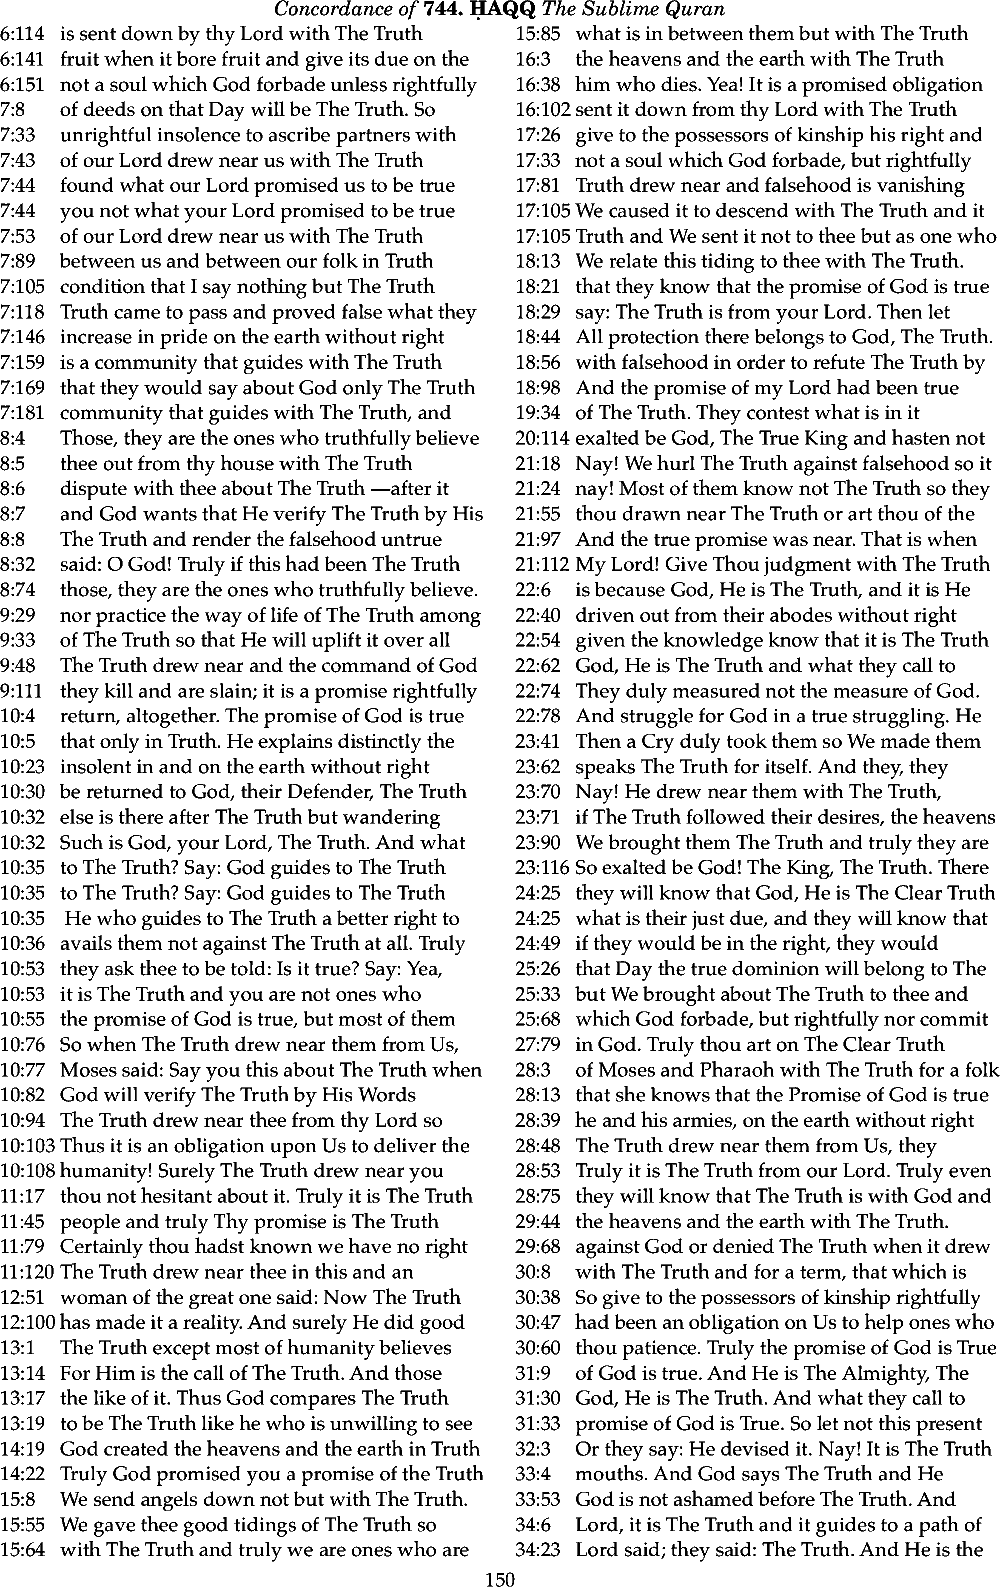 Concordance of 744. ḤAQQ The Sublime Quran
6:114 is sent down by thy Lord with The Truth
6:141 fruit when it bore fruit and give its due on the
6:151 not a soul which God forbade unless rightfully
7:8 of deeds on that Day will be The Truth. So
7:33 unrightful insolence to ascribe partners with
7:43 of our Lord drew near us with The Truth
7:44 found what our Lord promised us to be true
7:44 you not what your Lord promised to be true
7:53 of our Lord drew near us with The Truth
7:89 between us and between our folk in Truth
7:105 condition that I say nothing but The Truth
7:118 Truth came to pass and proved false what they
7:146 increase in pride on the earth without right
7:159 is a community that guides with The Truth
7:169 that they would say about God only The Truth
7:181 community that guides with The Truth, and
8:4 Those, they are the ones who truthfully believe
8:5 thee out from thy house with The Truth
8:6 dispute with thee about The Truth —after it
8:7 and God wants that He verify The Truth by His
8:8 The Truth and render the falsehood untrue
8:32 said: O God! Truly if this had been The Truth
8:74 those, they are the ones who truthfully believe.
9:29 nor practice the way of life of The Truth among
9:33 of The Truth so that He will uplift it over all
9:48 The Truth drew near and the command of God
9:111 they kill and are slain; it is a promise rightfully
10:4 return, altogether. The promise of God is true
10:5 that only in Truth. He explains distinctly the
10:23 insolent in and on the earth without right
10:30 be returned to God, their Defender, The Truth
10:32 else is there after The Truth but wandering
10:32 Such is God, your Lord, The Truth. And what
10:35 to The Truth? Say: God guides to The Truth
10:35 to The Truth? Say: God guides to The Truth
10:35 He who guides to The Truth a better right to
10:36 avails them not against The Truth at all. Truly
10:53 they ask thee to be told: Is it true? Say: Yea,
10:53 it is The Truth and you are not ones who
10:55 the promise of God is true, but most of them
10:76 So when The Truth drew near them from Us,
10:77 Moses said: Say you this about The Truth when
10:82 God will verify The Truth by His Words
10:94 The Truth drew near thee from thy Lord so
10:103 Thus it is an obligation upon Us to deliver the
10:108 humanity! Surely The Truth drew near you
11:17 thou not hesitant about it. Truly it is The Truth
11:45 people and truly Thy promise is The Truth
11:79 Certainly thou hadst known we have no right
11:120 The Truth drew near thee in this and an
12:51 woman of the great one said: Now The Truth
12:100 has made it a reality. And surely He did good
13:1 The Truth except most of humanity believes
13:14 For Him is the call of The Truth. And those
13:17 the like of it. Thus God compares The Truth
13:19 to be The Truth like he who is unwilling to see
14:19 God created the heavens and the earth in Truth
14:22 Truly God promised you a promise of the Truth
15:8 We send angels down not but with The Truth.
15:55 We gave thee good tidings of The Truth so
15:64 with The Truth and truly we are ones who are
15:85 what is in between them but with The Truth
16:3 the heavens and the earth with The Truth
16:38 him who dies. Yea! It is a promised obligation
16:102 sent it down from thy Lord with The Truth
17:26 give to the possessors of kinship his right and
17:33 not a soul which God forbade, but rightfully
17:81 Truth drew near and falsehood is vanishing
17:105 We caused it to descend with The Truth and it
17:105 Truth and We sent it not to thee but as one who
18:13 We relate this tiding to thee with The Truth.
18:21 that they know that the promise of God is true
18:29 say: The Truth is from your Lord. Then let
18:44 All protection there belongs to God, The Truth.
18:56 with falsehood in order to refute The Truth by
18:98 And the promise of my Lord had been true
19:34 of The Truth. They contest what is in it
20:114 exalted be God, The True King and hasten not
21:18 Nay! We hurl The Truth against falsehood so it
21:24 nay! Most of them know not The Truth so they
21:55 thou drawn near The Truth or art thou of the
21:97 And the true promise was near. That is when
21:112 My Lord! Give Thou judgment with The Truth
22:6 is because God, He is The Truth, and it is He
22:40 driven out from their abodes without right
22:54 given the knowledge know that it is The Truth
22:62 God, He is The Truth and what they call to
22:74 They duly measured not the measure of God.
22:78 And struggle for God in a true struggling. He
23:41 Then a Cry duly took them so We made them
23:62 speaks The Truth for itself. And they, they
23:70 Nay! He drew near them with The Truth,
23:71 if The Truth followed their desires, the heavens
23:90 We brought them The Truth and truly they are
23:116 So exalted be God! The King, The Truth. There
24:25 they will know that God, He is The Clear Truth
24:25 what is their just due, and they will know that
24:49 if they would be in the right, they would
25:26 that Day the true dominion will belong to The
25:33 but We brought about The Truth to thee and
25:68 which God forbade, but rightfully nor commit
27:79 in God. Truly thou art on The Clear Truth
28:3 of Moses and Pharaoh with The Truth for a folk
28:13 that she knows that the Promise of God is true
28:39 he and his armies, on the earth without right
28:48 The Truth drew near them from Us, they
28:53 Truly it is The Truth from our Lord. Truly even
28:75 they will know that The Truth is with God and
29:44 the heavens and the earth with The Truth.
29:68 against God or denied The Truth when it drew
30:8 with The Truth and for a term, that which is
30:38 So give to the possessors of kinship rightfully
30:47 had been an obligation on Us to help ones who
30:60 thou patience. Truly the promise of God is True
31:9 of God is true. And He is The Almighty, The
31:30 God, He is The Truth. And what they call to
31:33 promise of God is True. So let not this present
32:3 Or they say: He devised it. Nay! It is The Truth
33:4 mouths. And God says The Truth and He
33:53 God is not ashamed before The Truth. And
34:6 Lord, it is The Truth and it guides to a path of
34:23 Lord said; they said: The Truth. And He is the
150